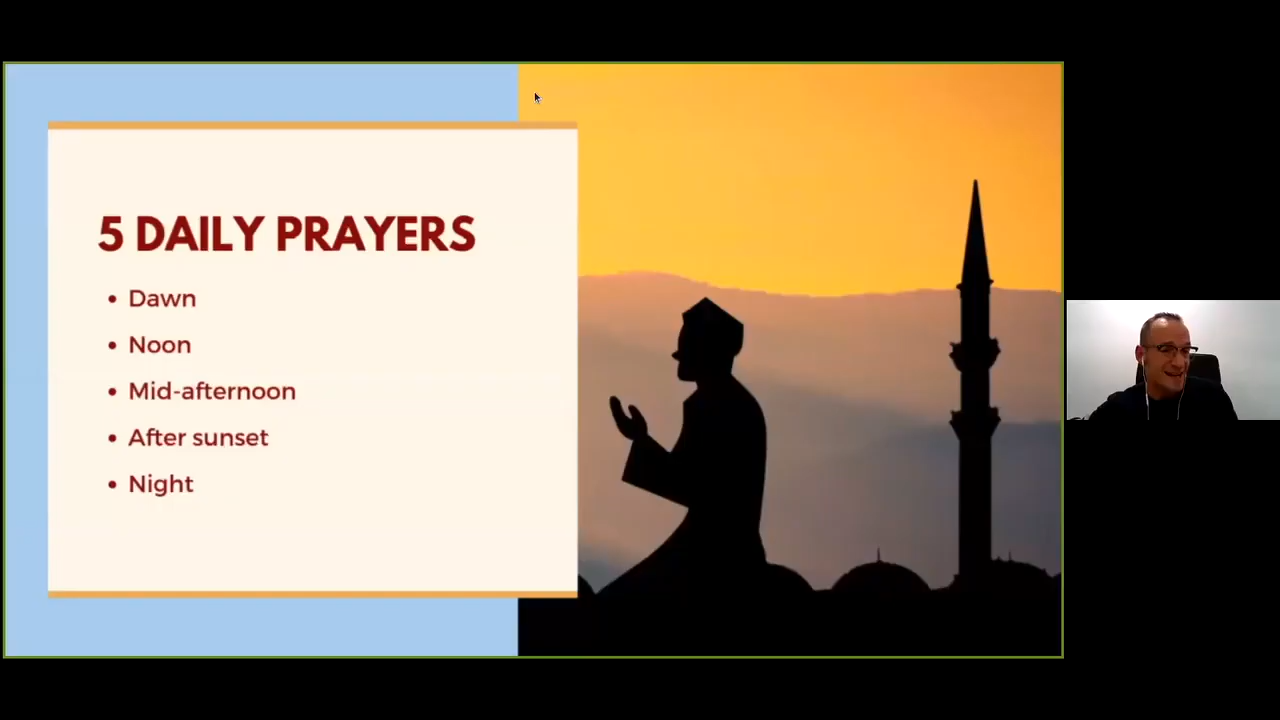 5 DAILY PRAYERS
• Dawn
• Noon
• Mid-afternoon
• After sunset
• Night